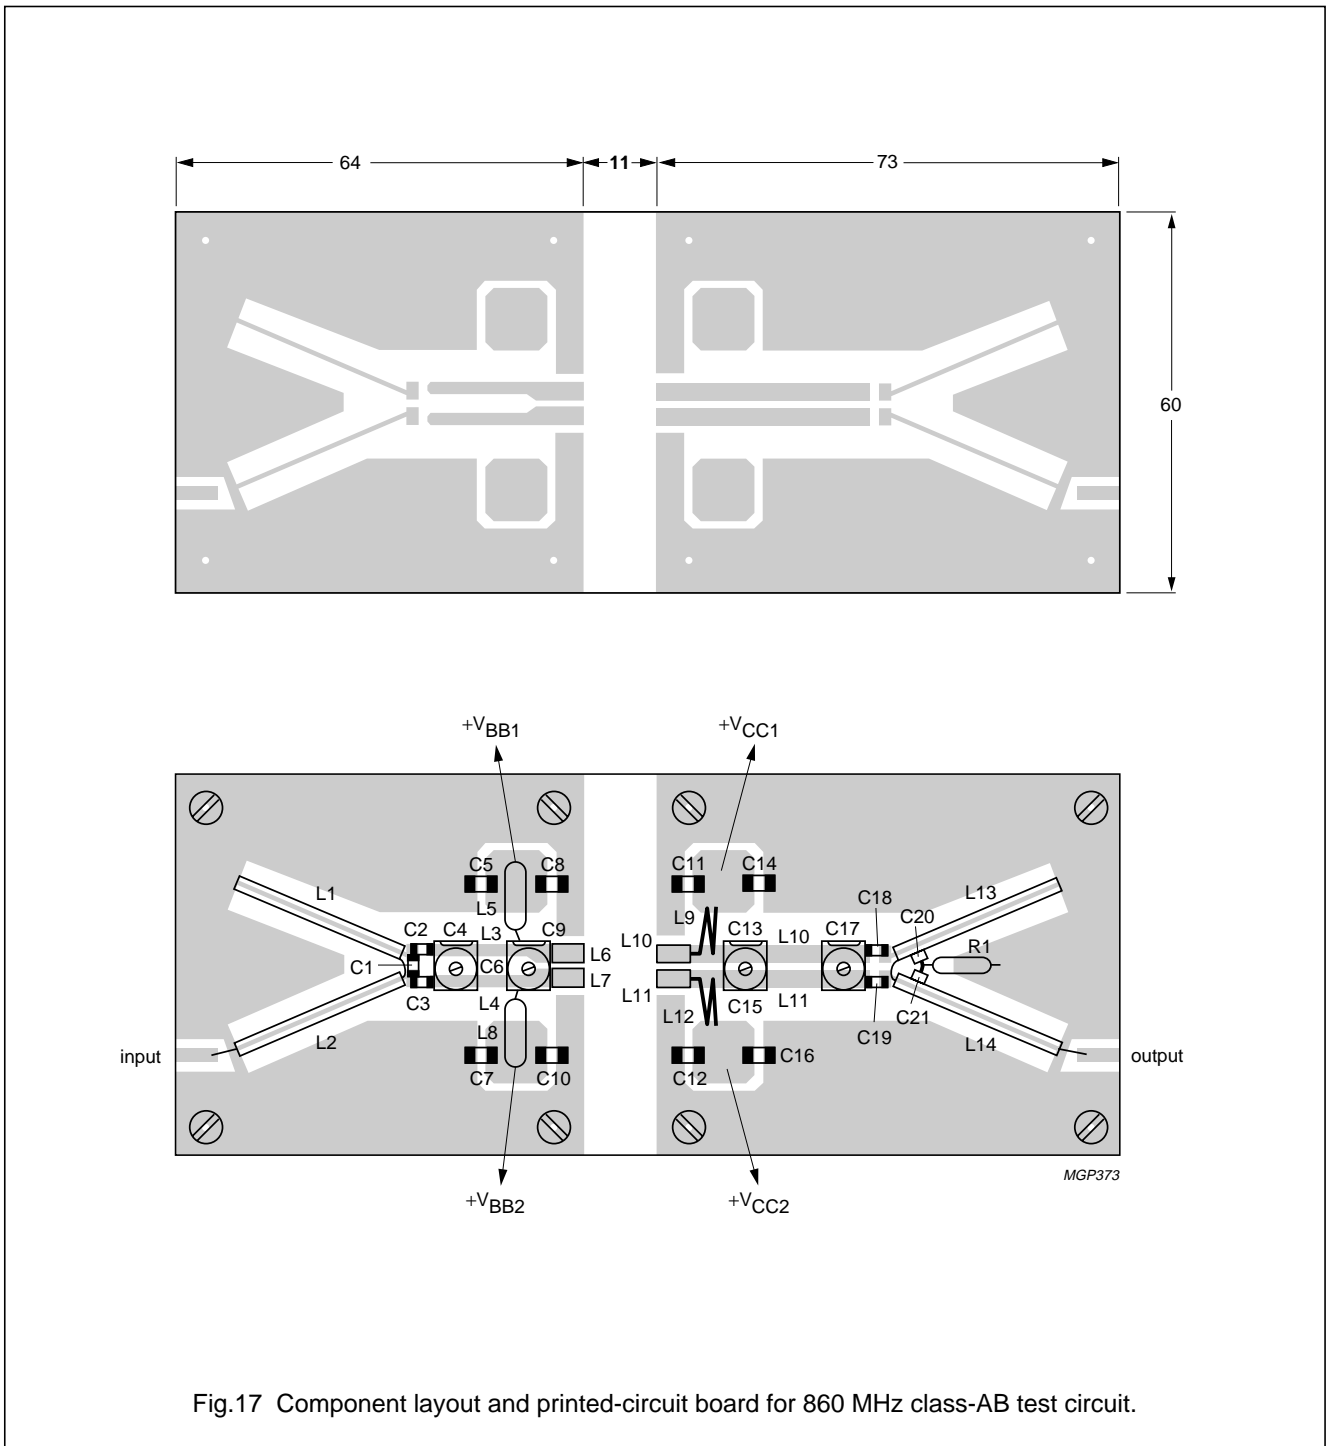 64
11
73
60
+VBB1
+VCC1
C5
C8
C11
C14
L1
L5
L9
L13
C18
C20
C2
C4
L3
C9
C13
C17
L10
L10
R1
L6
C1
C6
L7
C3
L4
L11
C15
L11
C21
L12
C19
L2
L8
L14
input
C7
C10
C12
C16
output
MGP373
+VBB2
+VCC2
Fig.17 Component layout and printed-circuit board for 860 MHz class-AB test circuit.